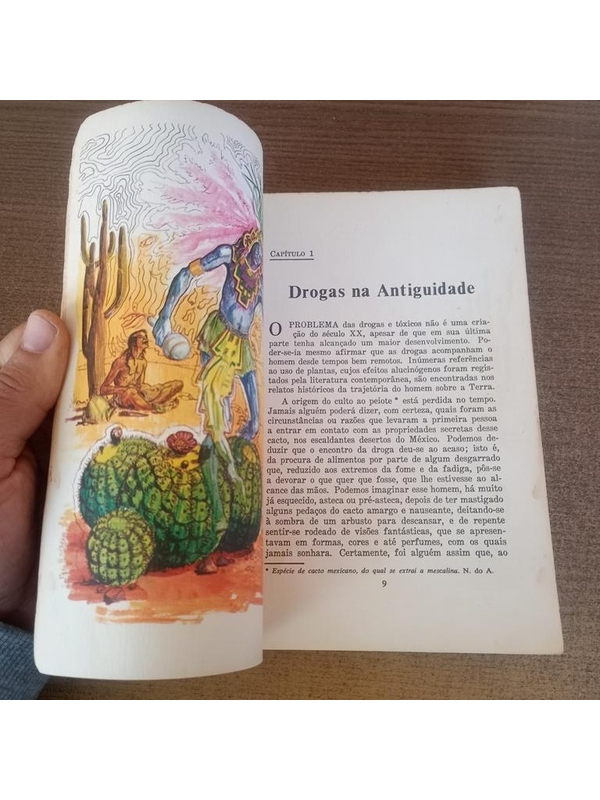 CAPÍTULO 1
Drogas na Antiguidade
O PROBLEMA das drogas e tóxicos não é uma cria-
ção do século XX, apesar de que em sua última
parte tenha alcançado um maior desenvolvimento. Po-
der-se-ia mesmo afirmar que as drogas acompanham o
homem desde tempos bem remotos. Inúmeras referências
ao uso de plantas, cujos efeitos alucinógenos foram regis-
tados pela literatura contemporânea, são encontradas nos
relatos históricos da trajetória do homem sobre a Terra.
A origem do culto ao peiote * está perdida no tempo.
Jamais alguém poderá dizer, com certeza, quais foram as
circunstâncias ou razões que levaram a primeira pessoa
a entrar em contato com as propriedades secretas desse
cacto, nos escaldantes desertos do México. Podemos de-
duzir que o encontro da droga deu-se ao acaso; isto é,
da procura de alimentos por parte de algum desgarrado
que, reduzido aos extremos da fome e da fadiga, pôs-se
a devorar o que quer que fosse, que lhe estivesse ao al-
cance das mãos. Podemos imaginar esse homem, há muito
já esquecido, asteca ou pré-asteca, depois de ter mastigado
alguns pedaços do cacto amargo e nauseante, deitando-se
à sombra de um arbusto para descansar, e de repente
sentir-se rodeado de visões fantásticas, que se apresen-
tavam em formas, cores e até perfumes, com os quais
jamais sonhara. Certamente, foi alguém assim que, ao
* Espécie de cacto mexicano, do qual se extrai a mescalina. N. do A.
9